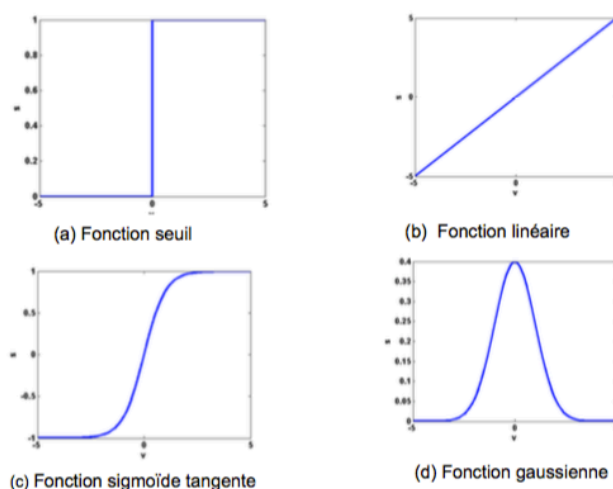 1
0.8
0.6
s
0.4
0.2
0
-5 0 5
(a) Fonction seuil
5
s 0
-5
-5 0
v
(b) Fonction linéaire
1
0.5
s 0
-0.5
-1
-5 0 5
v
(c) Fonction sigmoïde tangente
0.4
0.35
0.3
0.25
s 0.2
0.15
0.1
0.05
0
-5 0
v
(d) Fonction gaussienne